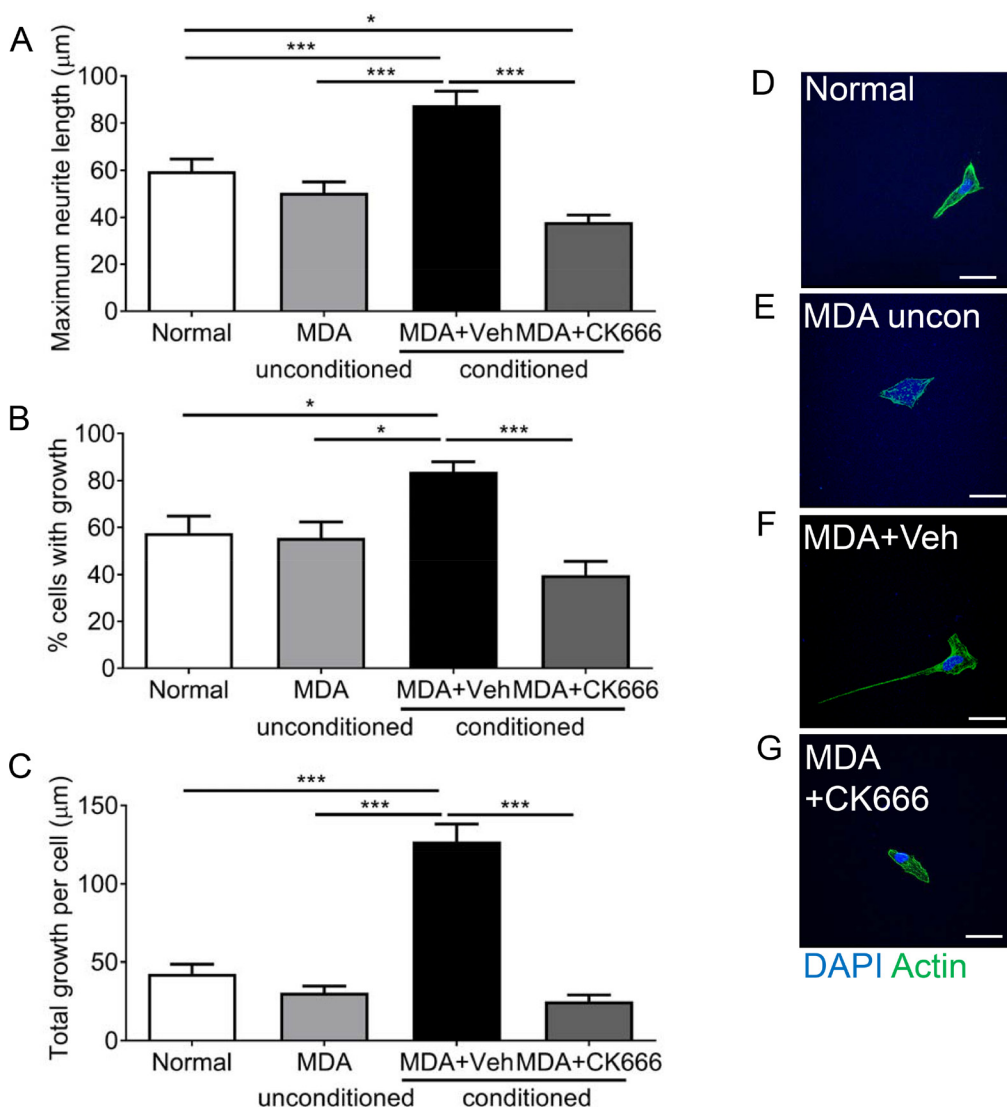 A
Maximum neurite length (μm)
*
***
*** ***
100
80
60
40
20
0
Normal MDA MDA+Veh MDA+CK666
unconditioned conditioned
B
% cells with growth
*
* ***
100
80
60
40
20
0
Normal MDA MDA+Veh MDA+CK666
unconditioned conditioned
C
Total growth per cell (μm)
***
*** ***
150
100
50
0
Normal MDA MDA+Veh MDA+CK666
unconditioned conditioned
D
Normal
E
MDA uncon
F
MDA+Veh
G
MDA
+CK666
DAPI Actin